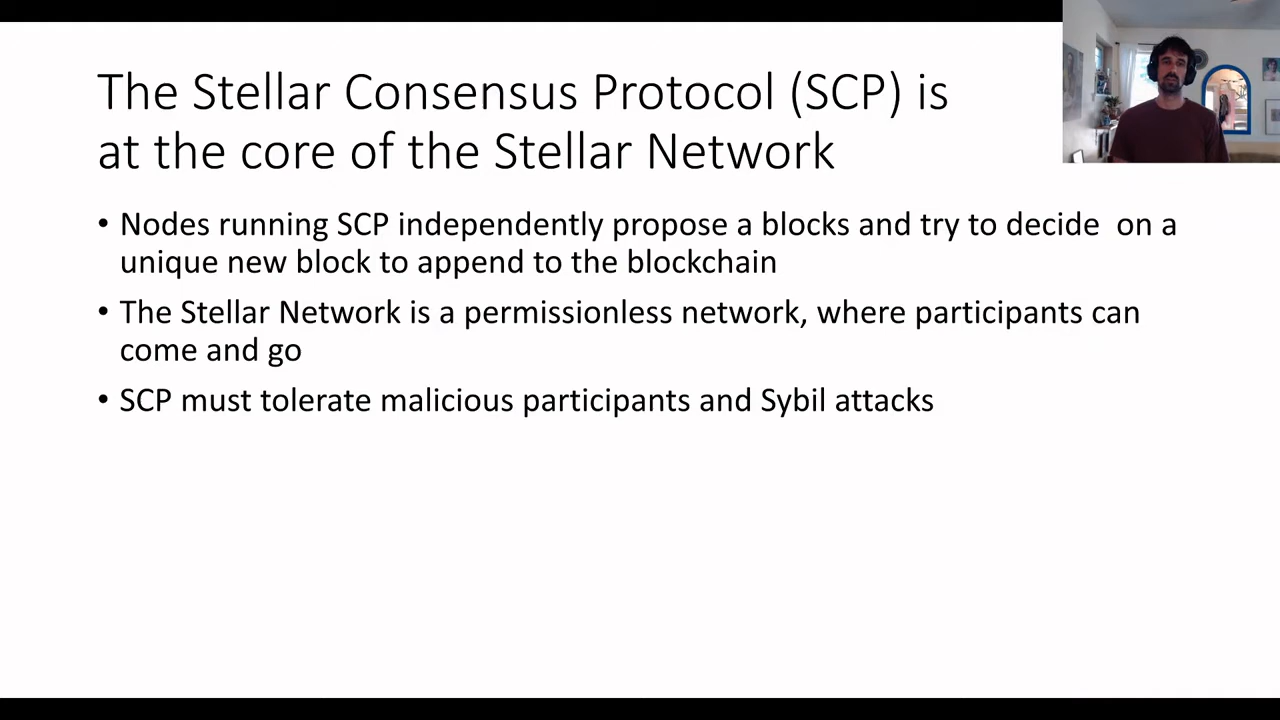 The Stellar Consensus Protocol (SCP) is
at the core of the Stellar Network
• Nodes running SCP independently propose a blocks and try to decide  on a
unique new block to append to the blockchain
• The Stellar Network is a permissionless network, where participants can
come and go
• SCP must tolerate malicious participants and Sybil attacks